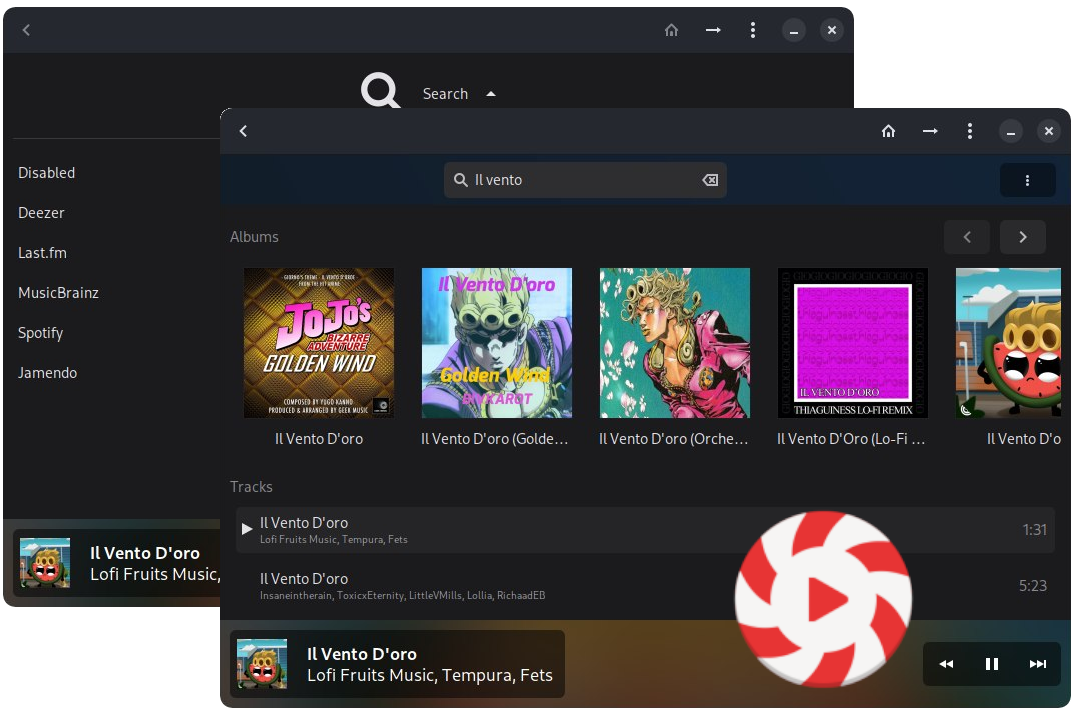 Search
Disabled
Deezer
Last.fm
MusicBrainz
Spotify
Jamendo
Il Vento D'oro
Lofi Fruits Music,
Il vento
Albums
GIORNO'S THEME - IL VENTO D'ORO
FROM THE HIT ANIME
JOJO'S
BIZARRE
ADVENTURE
GOLDEN WIND
COMPOSED BY YUGO KANNO
PRODUCED & ARRANGED BY GEEK MUSIC
Il Vento D'oro
Golden Wind
IL VENTO D'ORO
THIAGUINESS LO-FI REMIX
Il Vento D'oro
Il Vento D'oro (Golde...
Il Vento D'oro (Orche...
Il Vento D'Oro (Lo-Fi ...
Il Vento D'o
Tracks
Il Vento D'oro
1:31
Lofi Fruits Music, Tempura, Fets
Il Vento D'oro
5:23
Insaneintherain, ToxicxEternity, LittleVMills, Lollia, RichaadEB
Il Vento D'oro
Lofi Fruits Music, Tempura, Fets